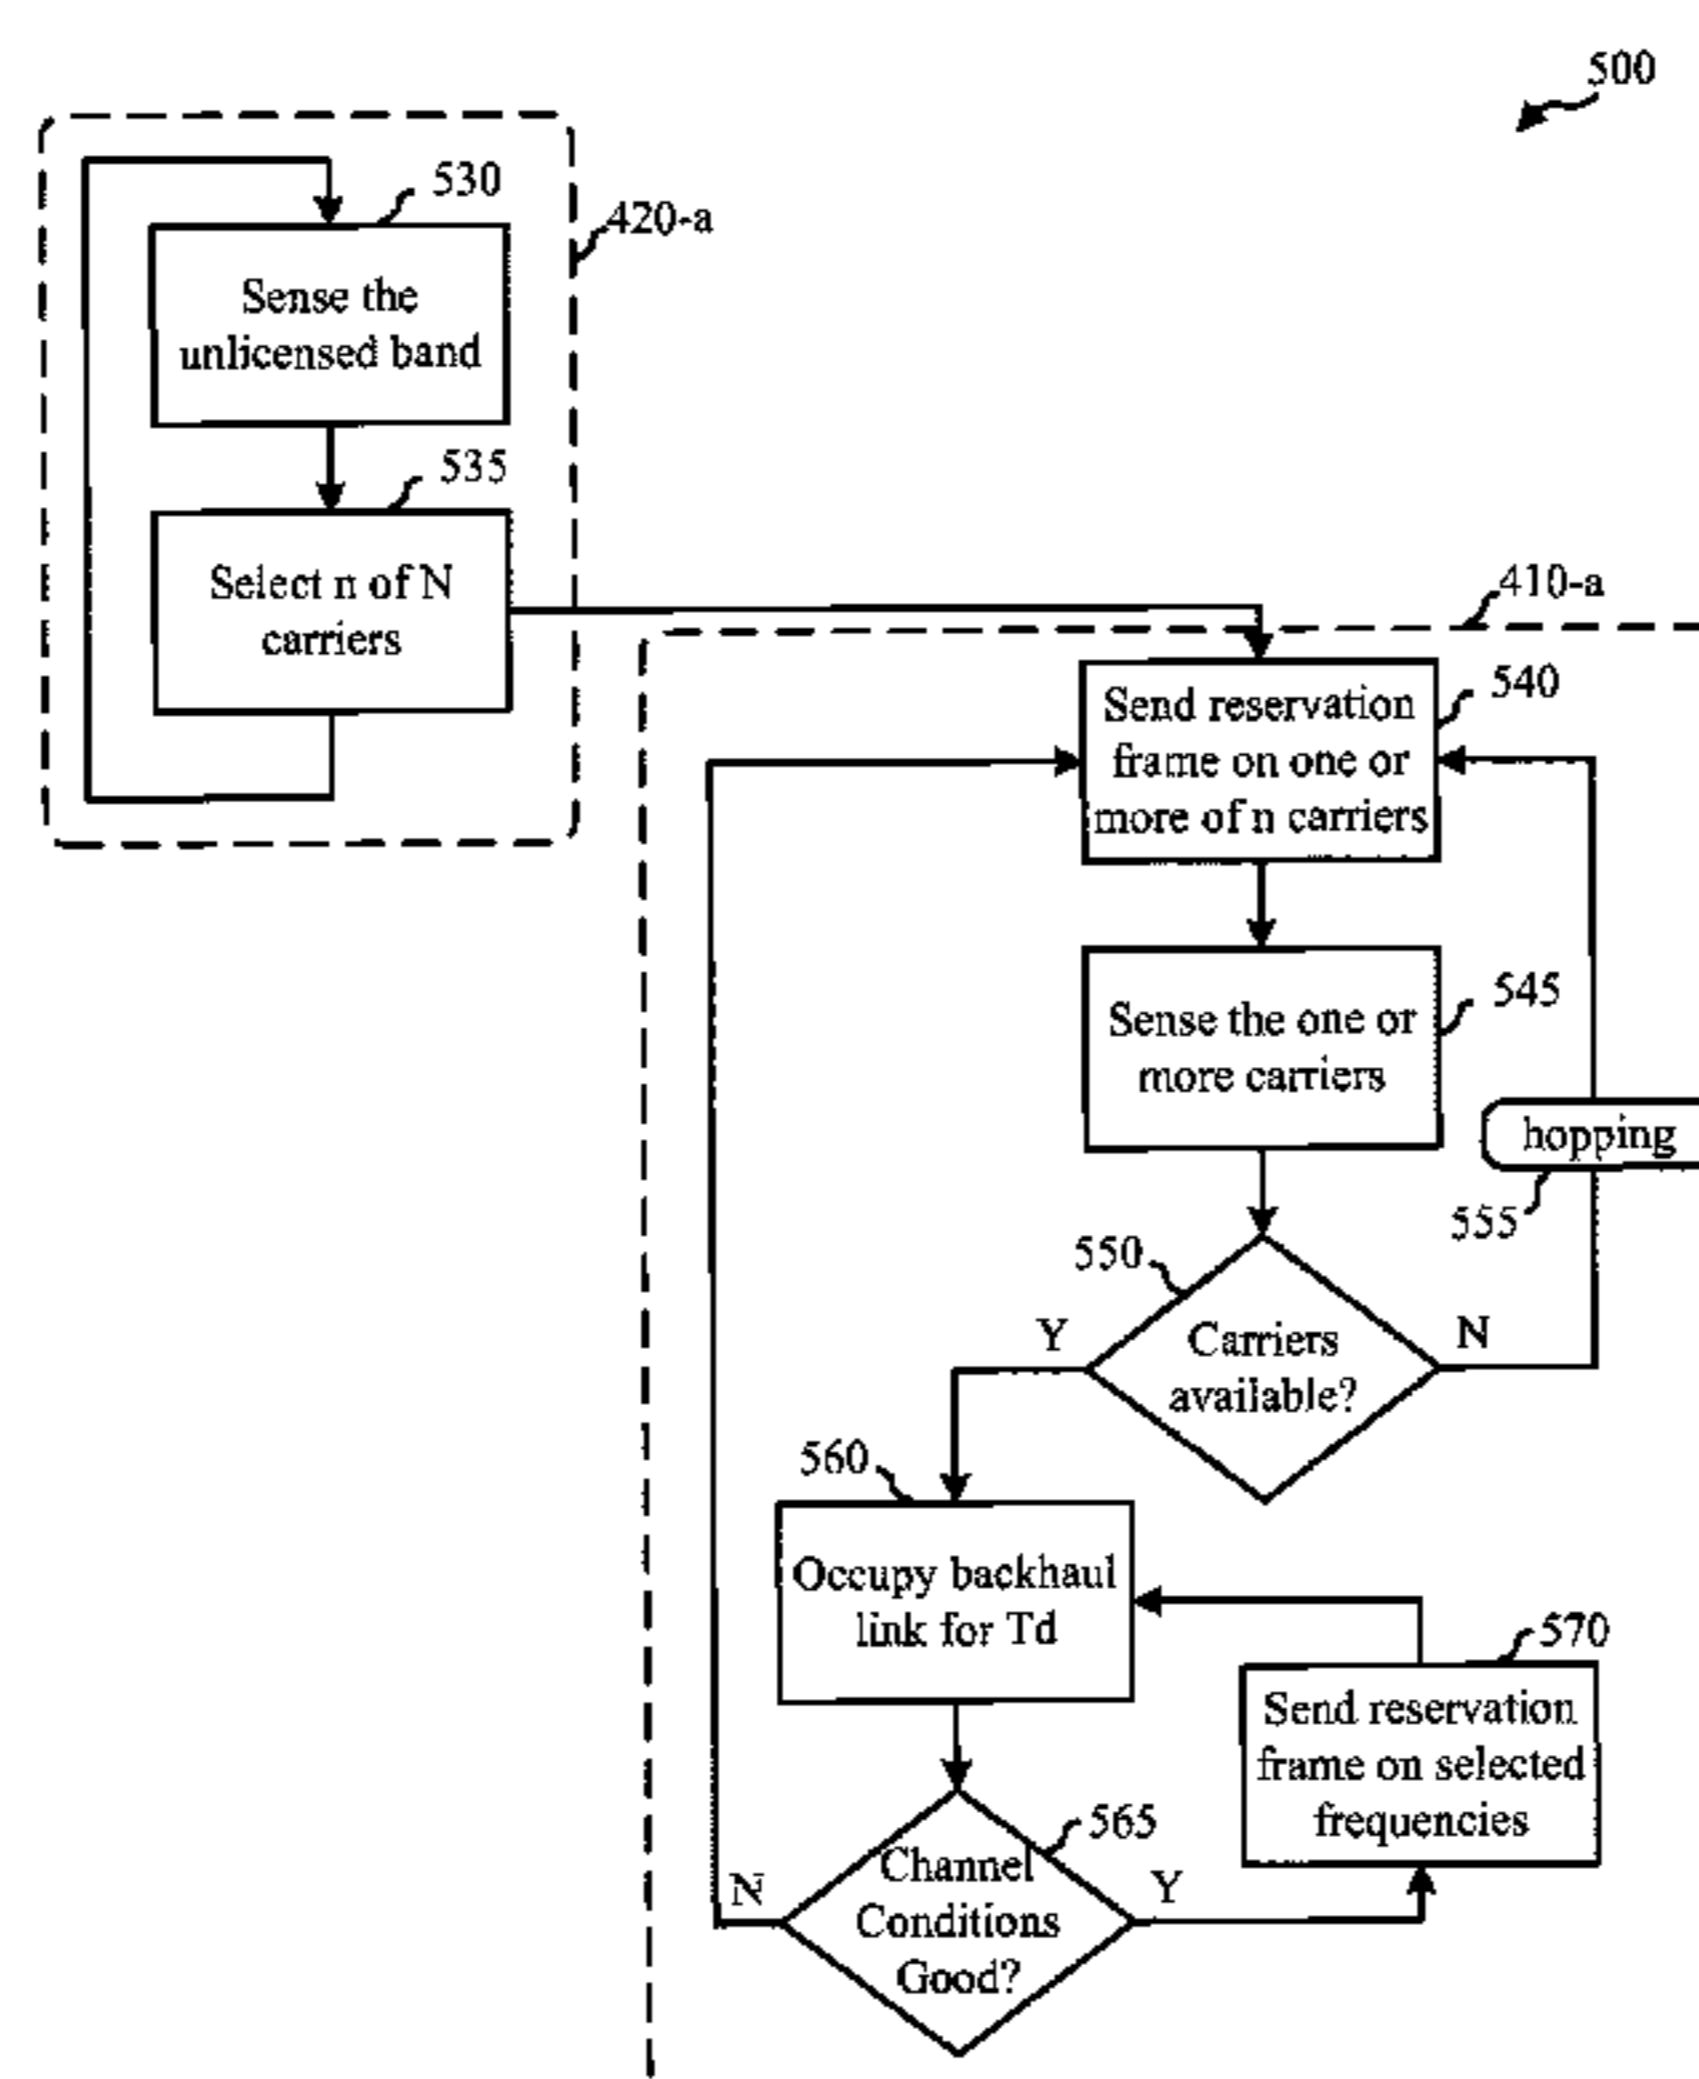 500
530
420-a
Sense the
unlicensed band
535
Select n of N
carriers
410-a
540
Send reservation
frame on one or
more of n carriers
545
Sense the one or
more carriers
hopping
555
550
Y
N
Carriers
available?
560
Occupy backhaul
link for Td
570
Send reservation
frame on selected
frequencies
565
N
Y
Channel
Conditions
Good?